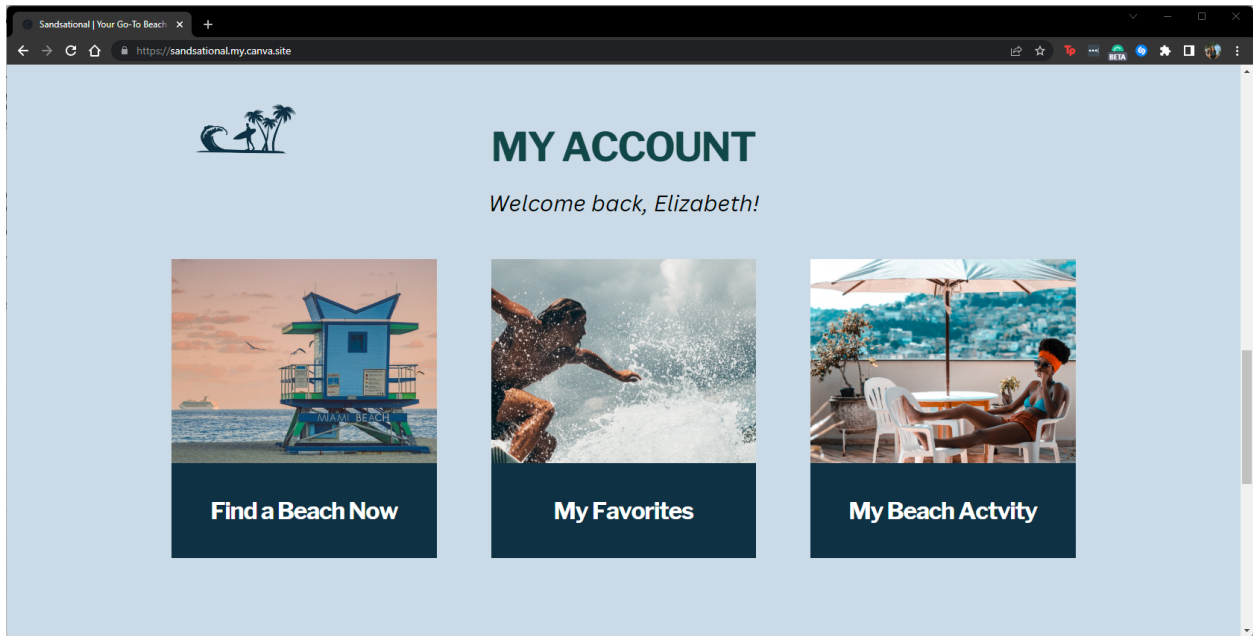 Sandsational | Your Go-To Beach
https://sandsational.my.canva.site
BETA
MY ACCOUNT
Welcome back, Elizabeth!
MIAMI BEACH
Find a Beach Now
My Favorites
My Beach Actvity